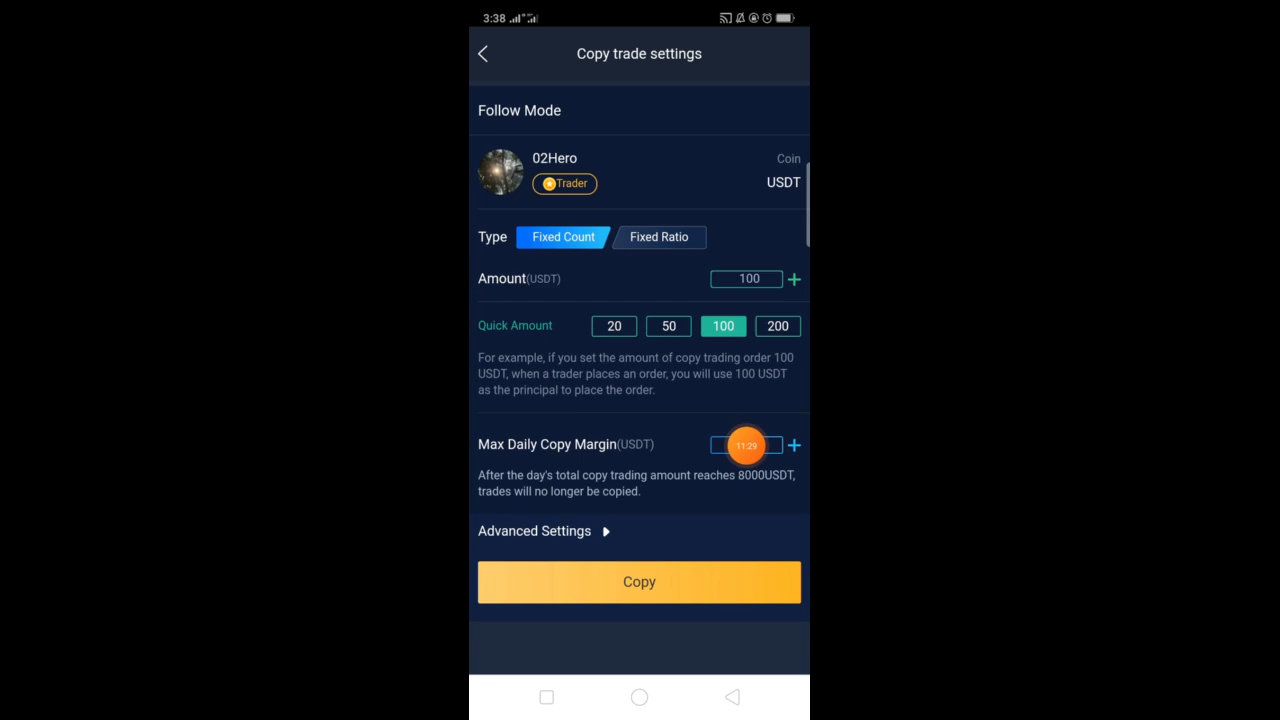 3:38
Copy trade settings
Follow Mode
02Hero
Coin
Trader
USDT
Type Fixed Count Fixed Ratio
Amount(USDT) 100 +
Quick Amount 20 50 100 200
For example, if you set the amount of copy trading order 100
USDT, when a trader places an order, you will use 100 USDT
as the principal to place the order.
Max Daily Copy Margin(USDT) 11:29 +
After the day's total copy trading amount reaches 8000USDT,
trades will no longer be copied.
Advanced Settings
Copy